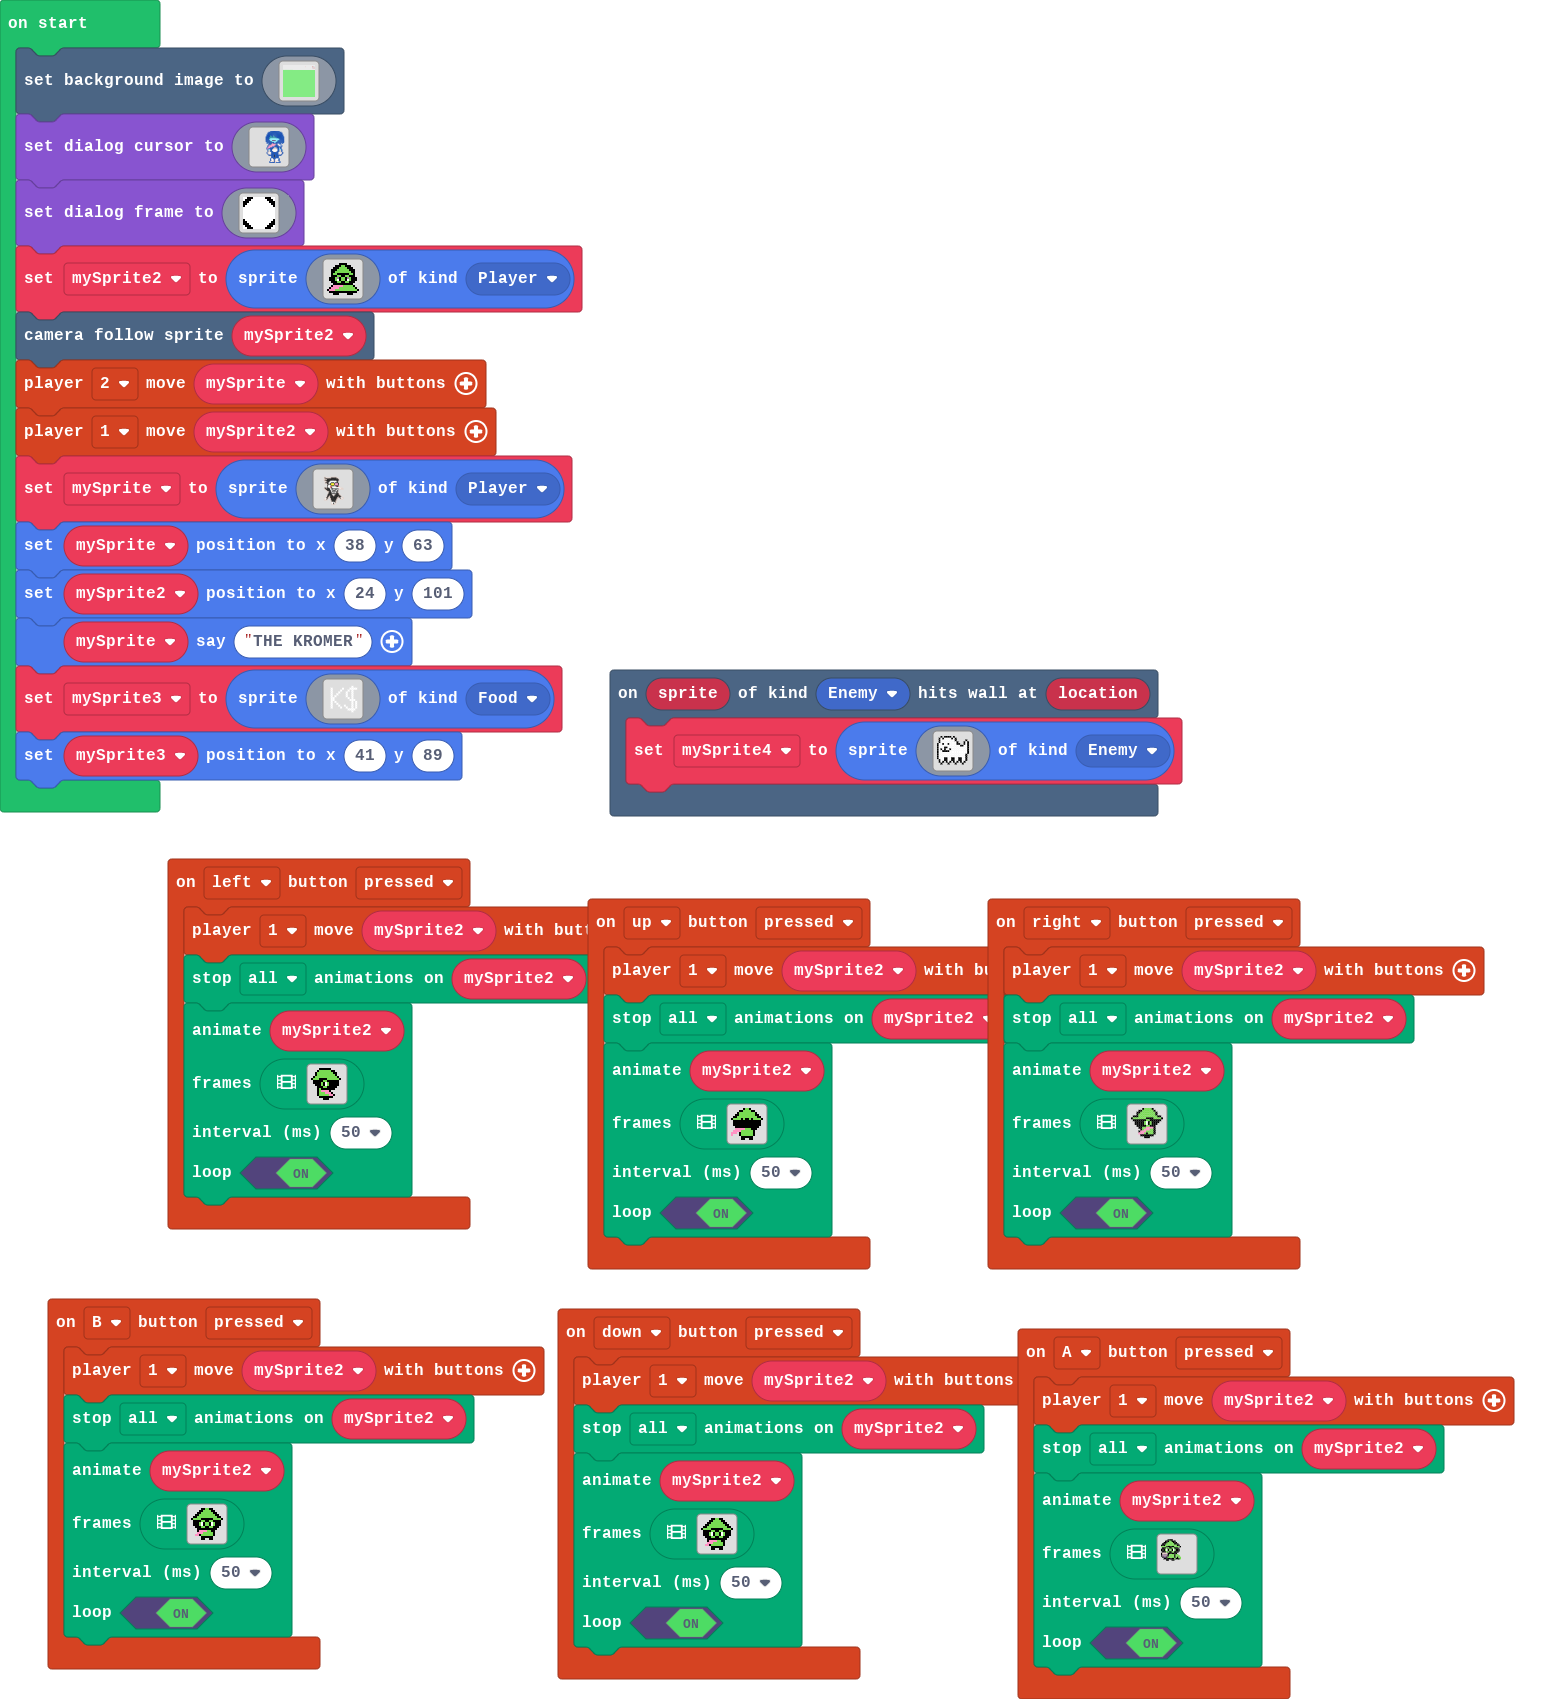 on start
set background image to
set dialog cursor to
set dialog frame to
set mySprite2 to sprite of kind Player
camera follow sprite mySprite2
player 2 move mySprite with buttons
player 1 move mySprite2 with buttons
set mySprite to sprite of kind Player
set mySprite position to x 38 y 63
set mySprite2 position to x 24 y 101
mySprite say "THE KROMER"
set mySprite3 to sprite K$ of kind Food
set mySprite3 position to x 41 y 89
on sprite of kind Enemy hits wall at location
set mySprite4 to sprite of kind Enemy
on left button pressed
player 1 move mySprite2 with
stop all animations on mySprite2
animate mySprite2
frames
interval (ms) 50
loop ON
on up button pressed
player 1 move mySprite2 with
stop all animations on mySprite2
animate mySprite2
frames
interval (ms) 50
loop ON
on right button pressed
player 1 move mySprite2 with buttons
stop all animations on mySprite2
animate mySprite2
frames
interval (ms) 50
loop ON
on B button pressed
player 1 move mySprite2 with buttons
stop all animations on mySprite2
animate mySprite2
frames
interval (ms) 50
loop ON
on down button pressed
player 1 move mySprite2 with buttons
stop all animations on mySprite2
animate mySprite2
frames
interval (ms) 50
loop ON
on A button pressed
player 1 move mySprite2 with buttons
stop all animations on mySprite2
animate mySprite2
frames
interval (ms) 50
loop ON